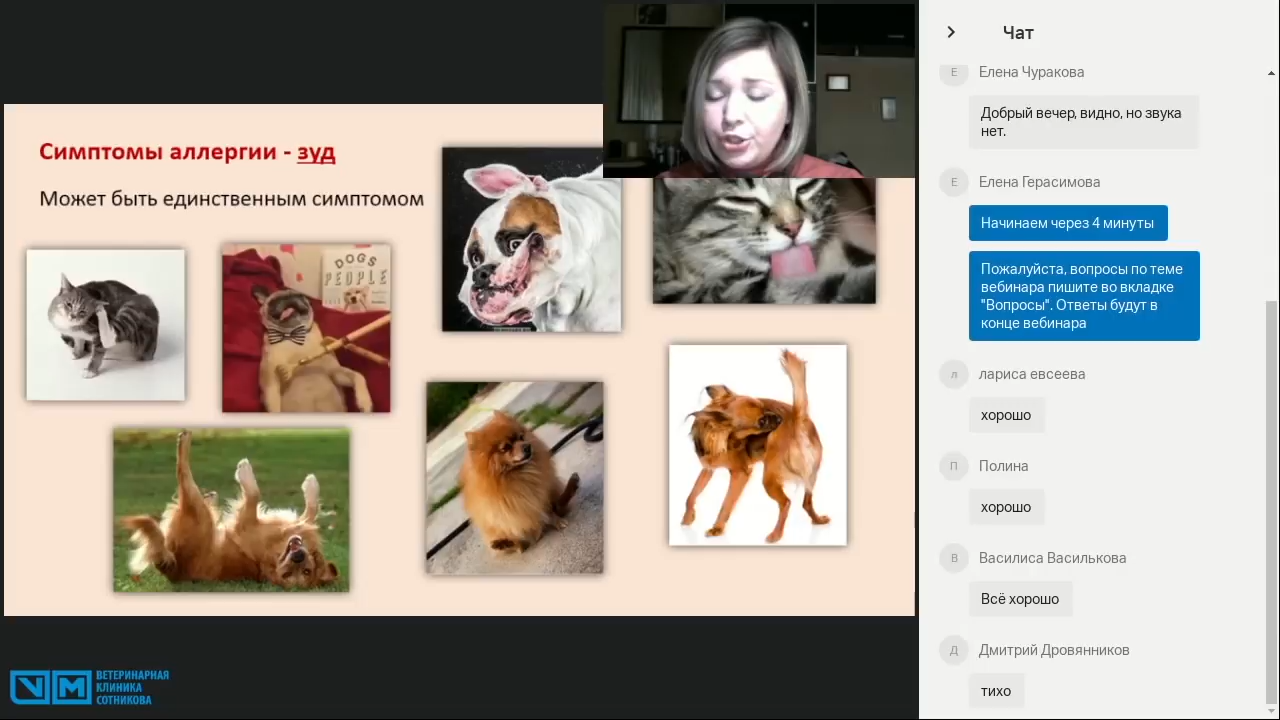 Симптомы аллергии - зуд
Может быть единственным симптомом
DOGS
PEOPLE
ВЕТЕРИНАРНАЯ
КЛИНИКА
СОТНИКОВА
Чат
Е
Елена Чуракова
Добрый вечер, видно, но звука
нет.
Е
Елена Герасимова
Начинаем через 4 минуты
Пожалуйста, вопросы по теме
вебинара пишите во вкладке
"Вопросы". Ответы будут в
конце вебинара
л
лариса евсеева
хорошо
П
Полина
хорошо
В
Василиса Василькова
Всё хорошо
Д
Дмитрий Дровянников
тихо